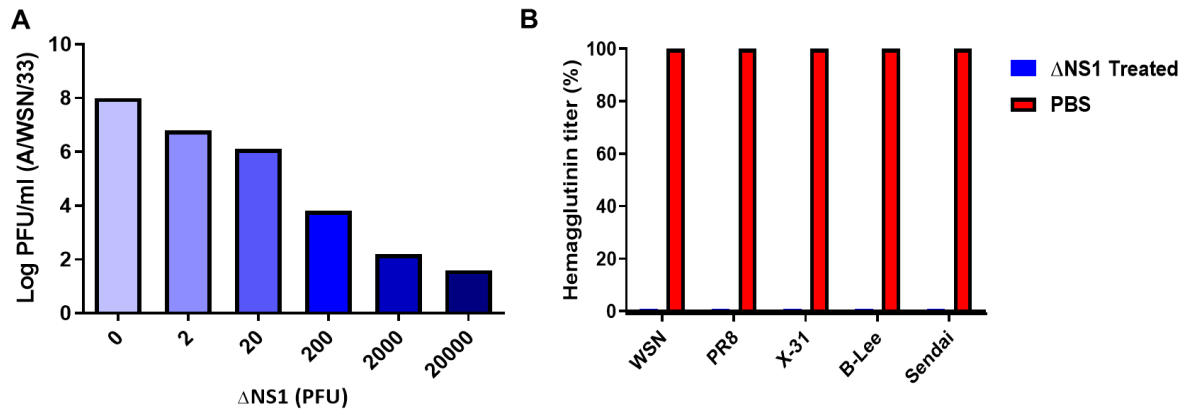 A
Log PFU/ml (A/WSN/33)
10
8
6
4
2
0
0
2
20
200
2000
20000
ΔNS1 (PFU)
B
Hemagglutinin titer (%)
100
80
60
40
20
0
WSN
PR8
X-31
B-Lee
Sendai
ΔNS1 Treated
PBS